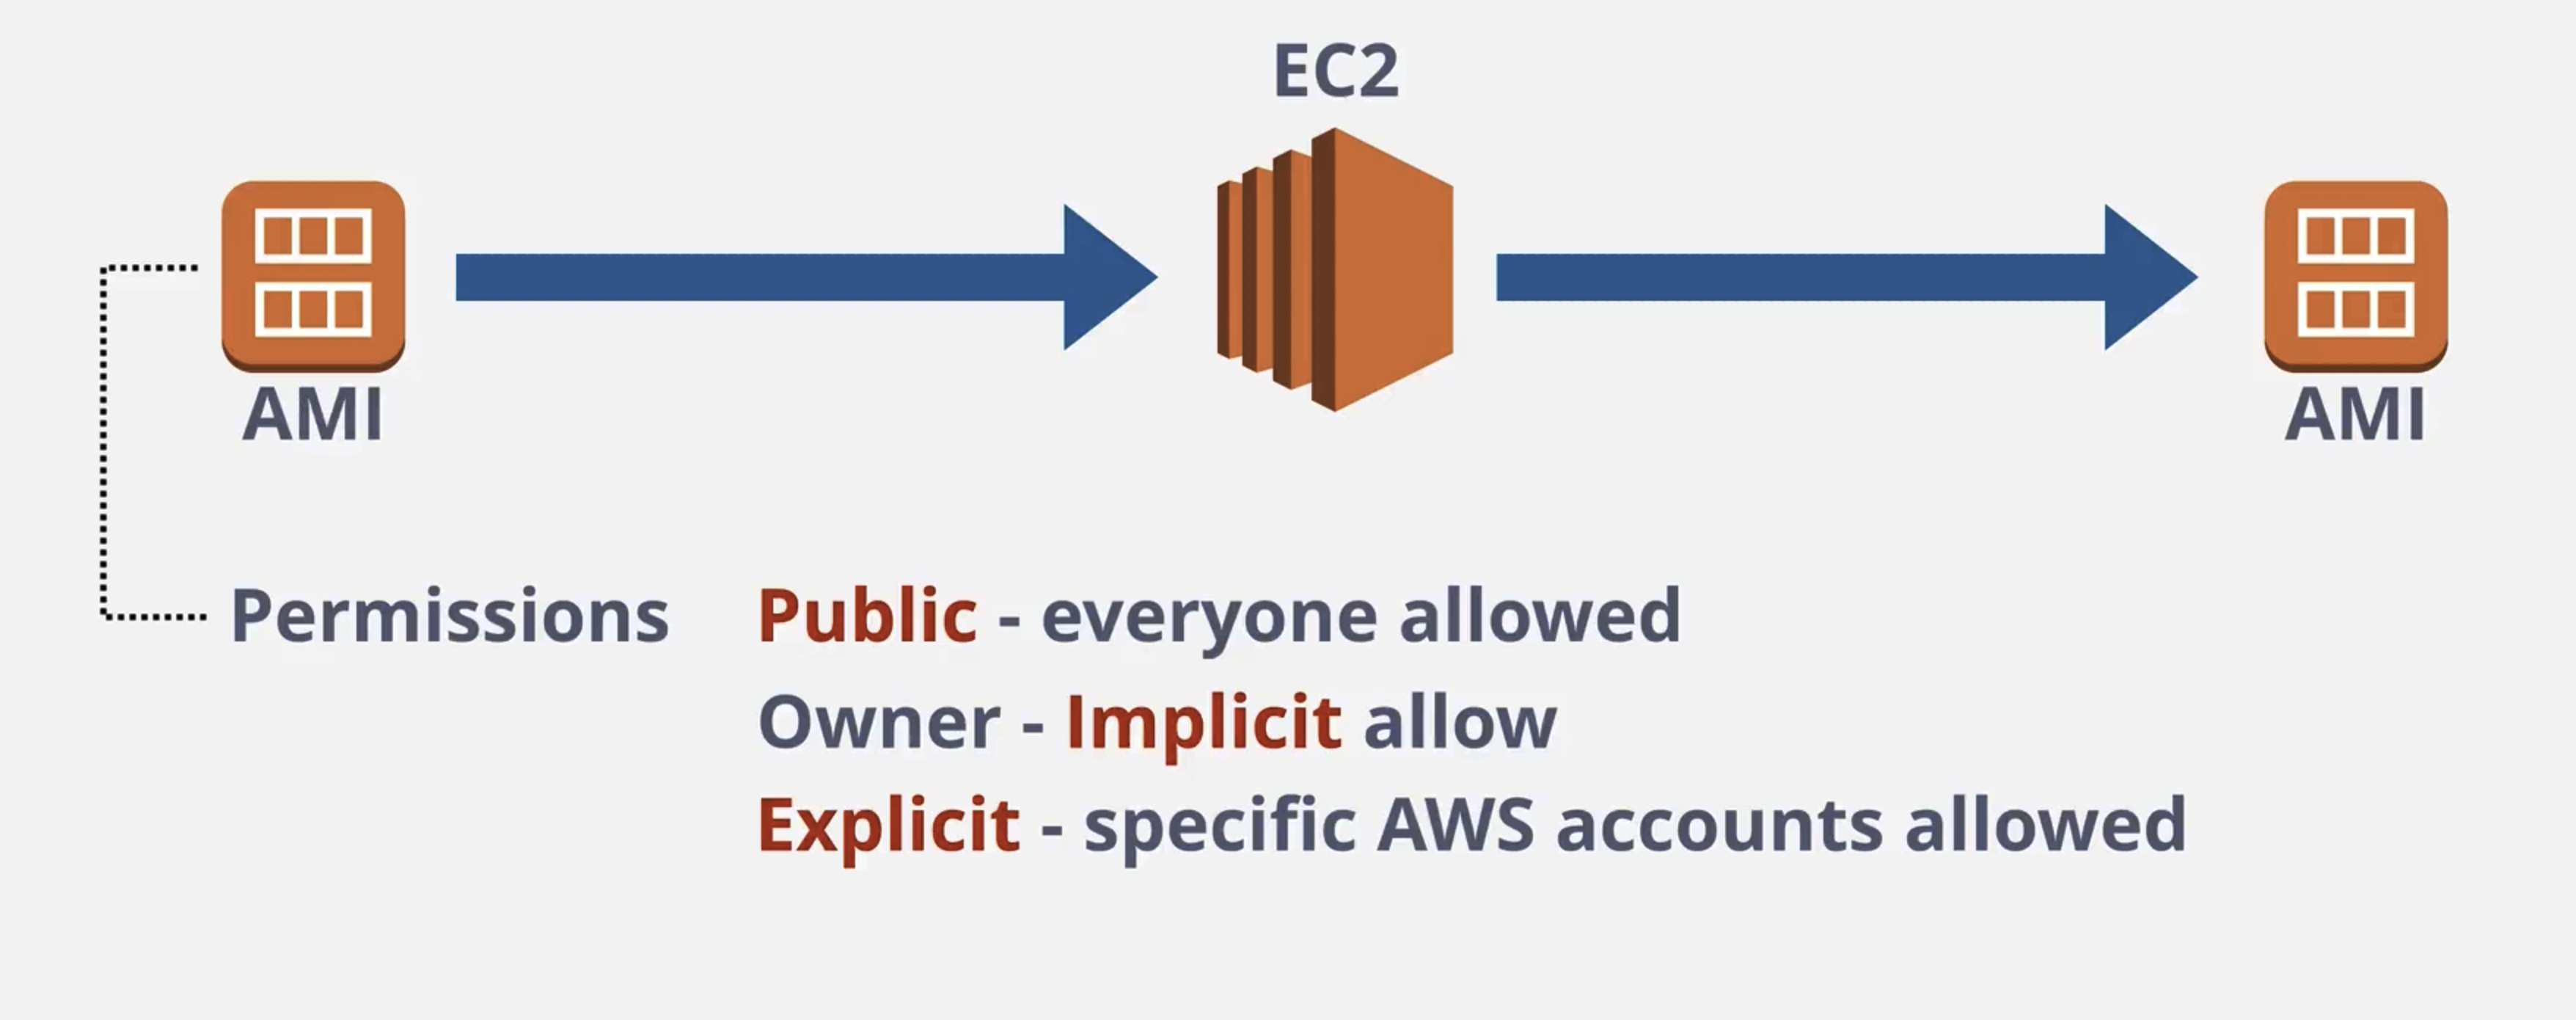 EC2
AMI
AMI
Permissions
Public - everyone allowed
Owner - Implicit allow
Explicit - specific AWS accounts allowed